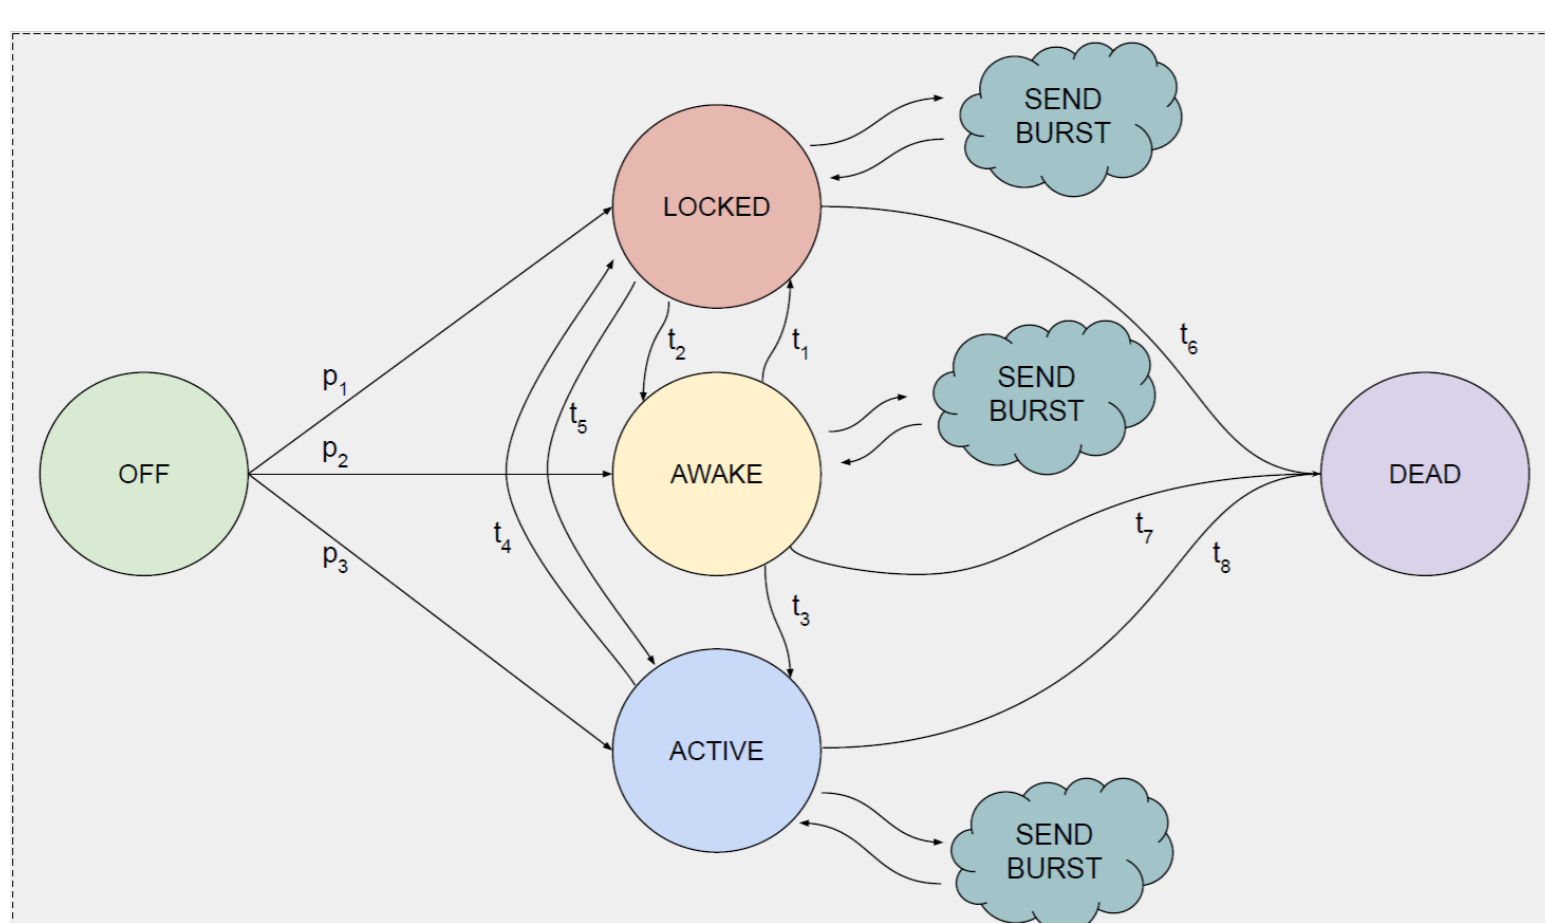 SEND
BURST
LOCKED
t6
t2
t1
SEND
BURST
p1
t5
p2
OFF
AWAKE
DEAD
t4
p3
t7
t8
t3
ACTIVE
SEND
BURST